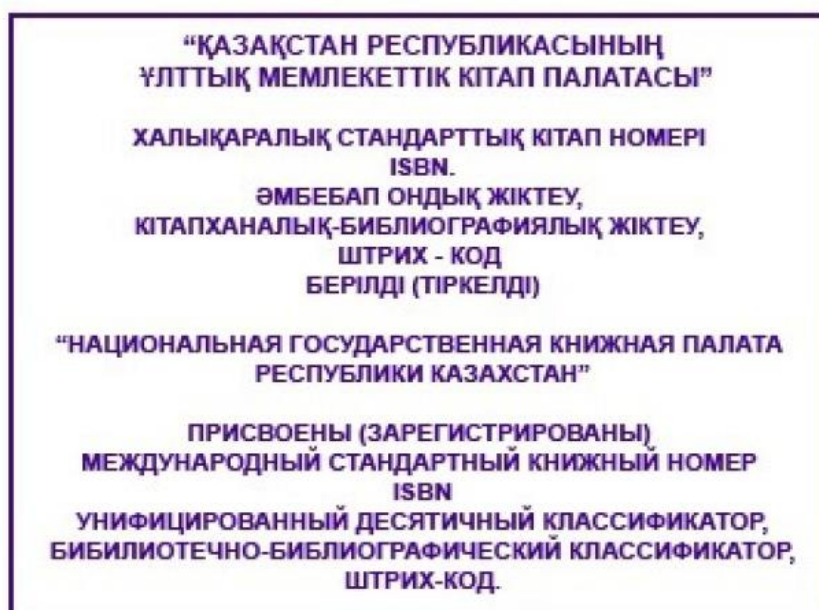 “ҚАЗАҚСТАН РЕСПУБЛИКАСЫНЫҢ
ҰЛТТЫҚ МЕМЛЕКЕТТІК КІТАП ПАЛАТАСЫ”
ХАЛЫҚАРАЛЫҚ СТАНДАРТТЫҚ КІТАП НОМЕРІ
ISBN.
ӘМБЕБАП ОНДЫҚ ЖІКТЕУ,
КІТАПХАНАЛЫҚ-БИБЛИОГРАФИЯЛЫҚ ЖІКТЕУ,
ШТРИХ - КОД
БЕРІЛДІ (ТІРКЕЛДІ)
“НАЦИОНАЛЬНАЯ ГОСУДАРСТВЕННАЯ КНИЖНАЯ ПАЛАТА
РЕСПУБЛИКИ КАЗАХСТАН”
ПРИСВОЕНЫ (ЗАРЕГИСТРИРОВАНЫ)
МЕЖДУНАРОДНЫЙ СТАНДАРТНЫЙ КНИЖНЫЙ НОМЕР
ISBN
УНИФИЦИРОВАННЫЙ ДЕСЯТИЧНЫЙ КЛАССИФИКАТОР,
БИБИЛИОТЕЧНО-БИБЛИОГРАФИЧЕСКИЙ КЛАССИФИКАТОР,
ШТРИХ-КОД.